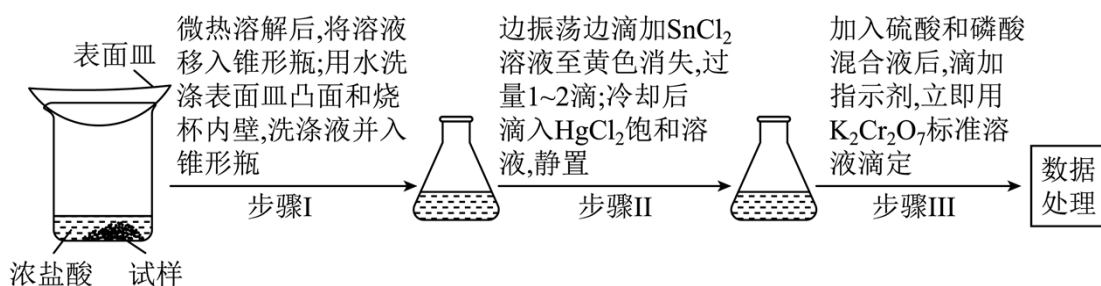 表面皿
浓盐酸
试样
微热溶解后,将溶液
移入锥形瓶;用水洗
涤表面皿凸面和烧
杯内壁,洗涤液并入
锥形瓶
步骤I
边振荡边滴加SnCl₂
溶液至黄色消失,过
量1~2滴;冷却后
滴入HgCl₂饱和溶
液,静置
步骤II
加入硫酸和磷酸
混合液后,滴加
指示剂,立即用
K₂Cr₂O₇标准溶
液滴定
步骤III
数据
处理